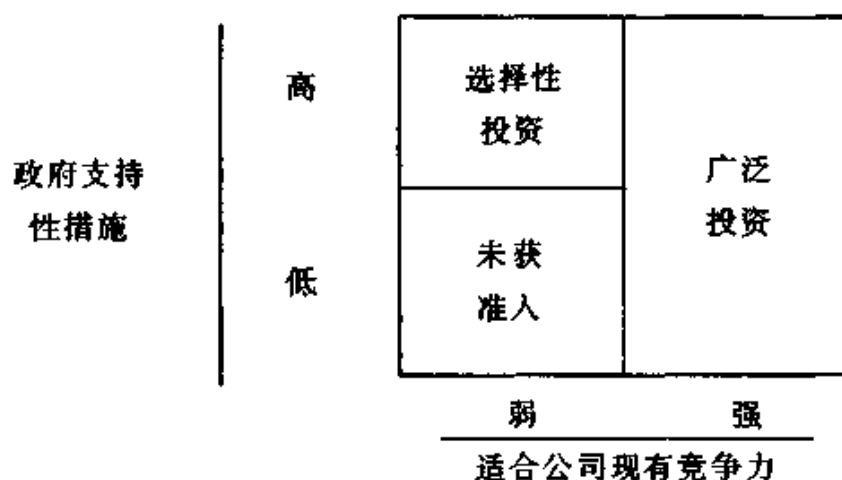 高
选择性
投资
政府支持
性措施
广泛
投资
低
未获
准入
弱
强
适合公司现有竞争力